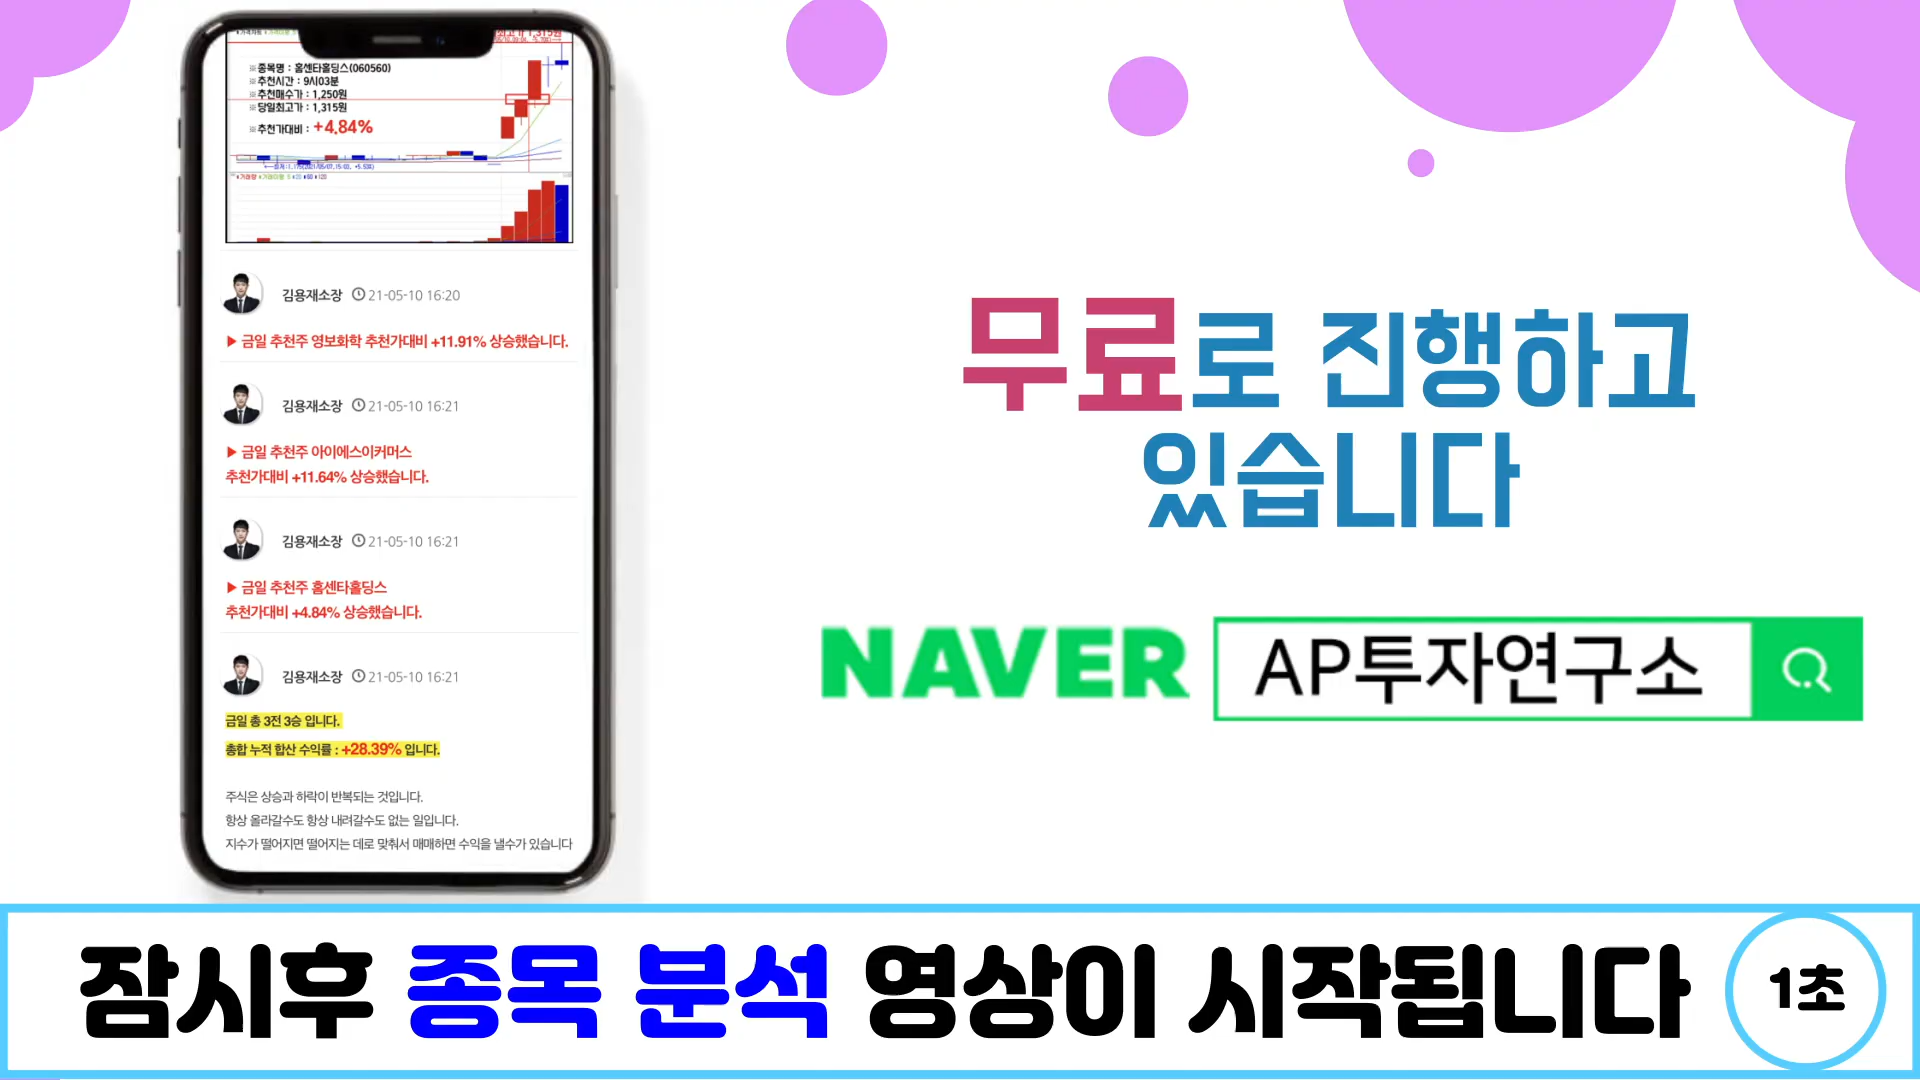 ※종목명 : 홈센타홀딩스(060560)
※추천시간 : 9시03분
※추천매수가 : 1,250원
※당일최고가 : 1,315원
※추천가대비 : +4.84%
김용재소장 21-05-10 16:20
▶ 금일 추천주 영보화학 추천가대비 +11.91% 상승했습니다.
김용재소장 21-05-10 16:21
▶ 금일 추천주 아이에스이커머스
추천가대비 +11.64% 상승했습니다.
김용재소장 21-05-10 16:21
▶ 금일 추천주 홈센타홀딩스
추천가대비 +4.84% 상승했습니다.
김용재소장 21-05-10 16:21
금일 총 3전 3승 입니다.
총합 누적 합산 수익률 : +28.39% 입니다.
주식은 상승과 하락이 반복되는 것입니다.
항상 올라갈수도 항상 내려갈수도 없는 일입니다.
지수가 떨어지면 떨어지는 데로 맞춰서 매매하면 수익을 낼수가 있습니다
무료로 진행하고
있습니다
NAVER AP투자연구소
잠시후 종목 분석 영상이 시작됩니다 1초